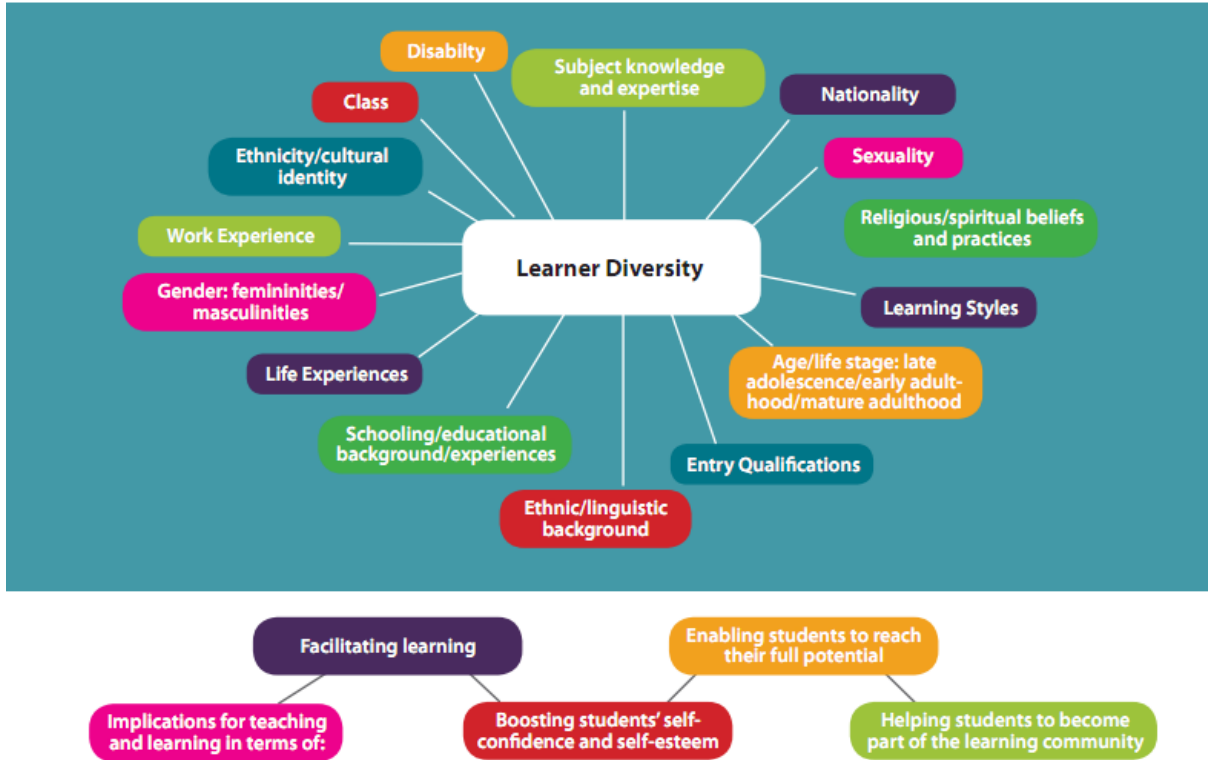 Disabilty
Subject knowledge
and expertise
Nationality
Class
Sexuality
Ethnicity/cultural
identity
Religious/spiritual beliefs
and practices
Work Experience
Learner Diversity
Gender: femininities/
masculinities
Learning Styles
Life Experiences
Age/life stage: late
adolescence/early adult-
hood/mature adulthood
Schooling/educational
background/experiences
Entry Qualifications
Ethnic/linguistic
background
Facilitating learning
Enabling students to reach
their full potential
Implications for teaching
and learning in terms of:
Boosting students’ self-
confidence and self-esteem
Helping students to become
part of the learning community